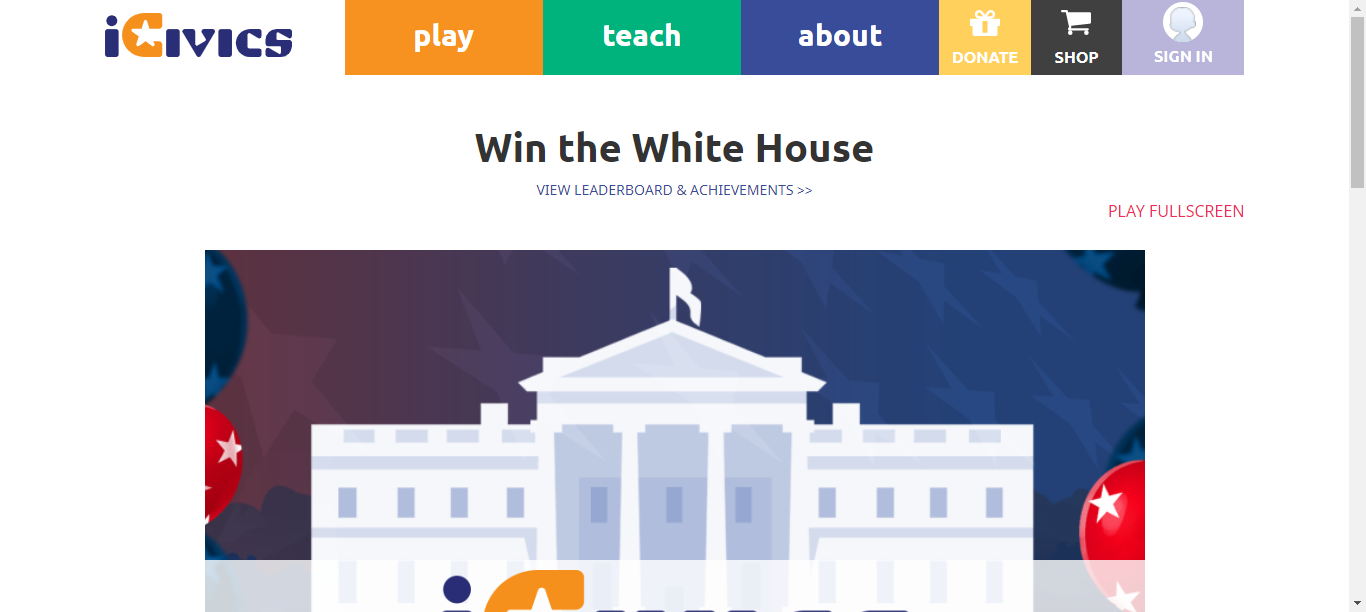 iCivics
play
teach
about
DONATE
SHOP
SIGN IN
Win the White House
VIEW LEADERBOARD & ACHIEVEMENTS >>
PLAY FULLSCREEN